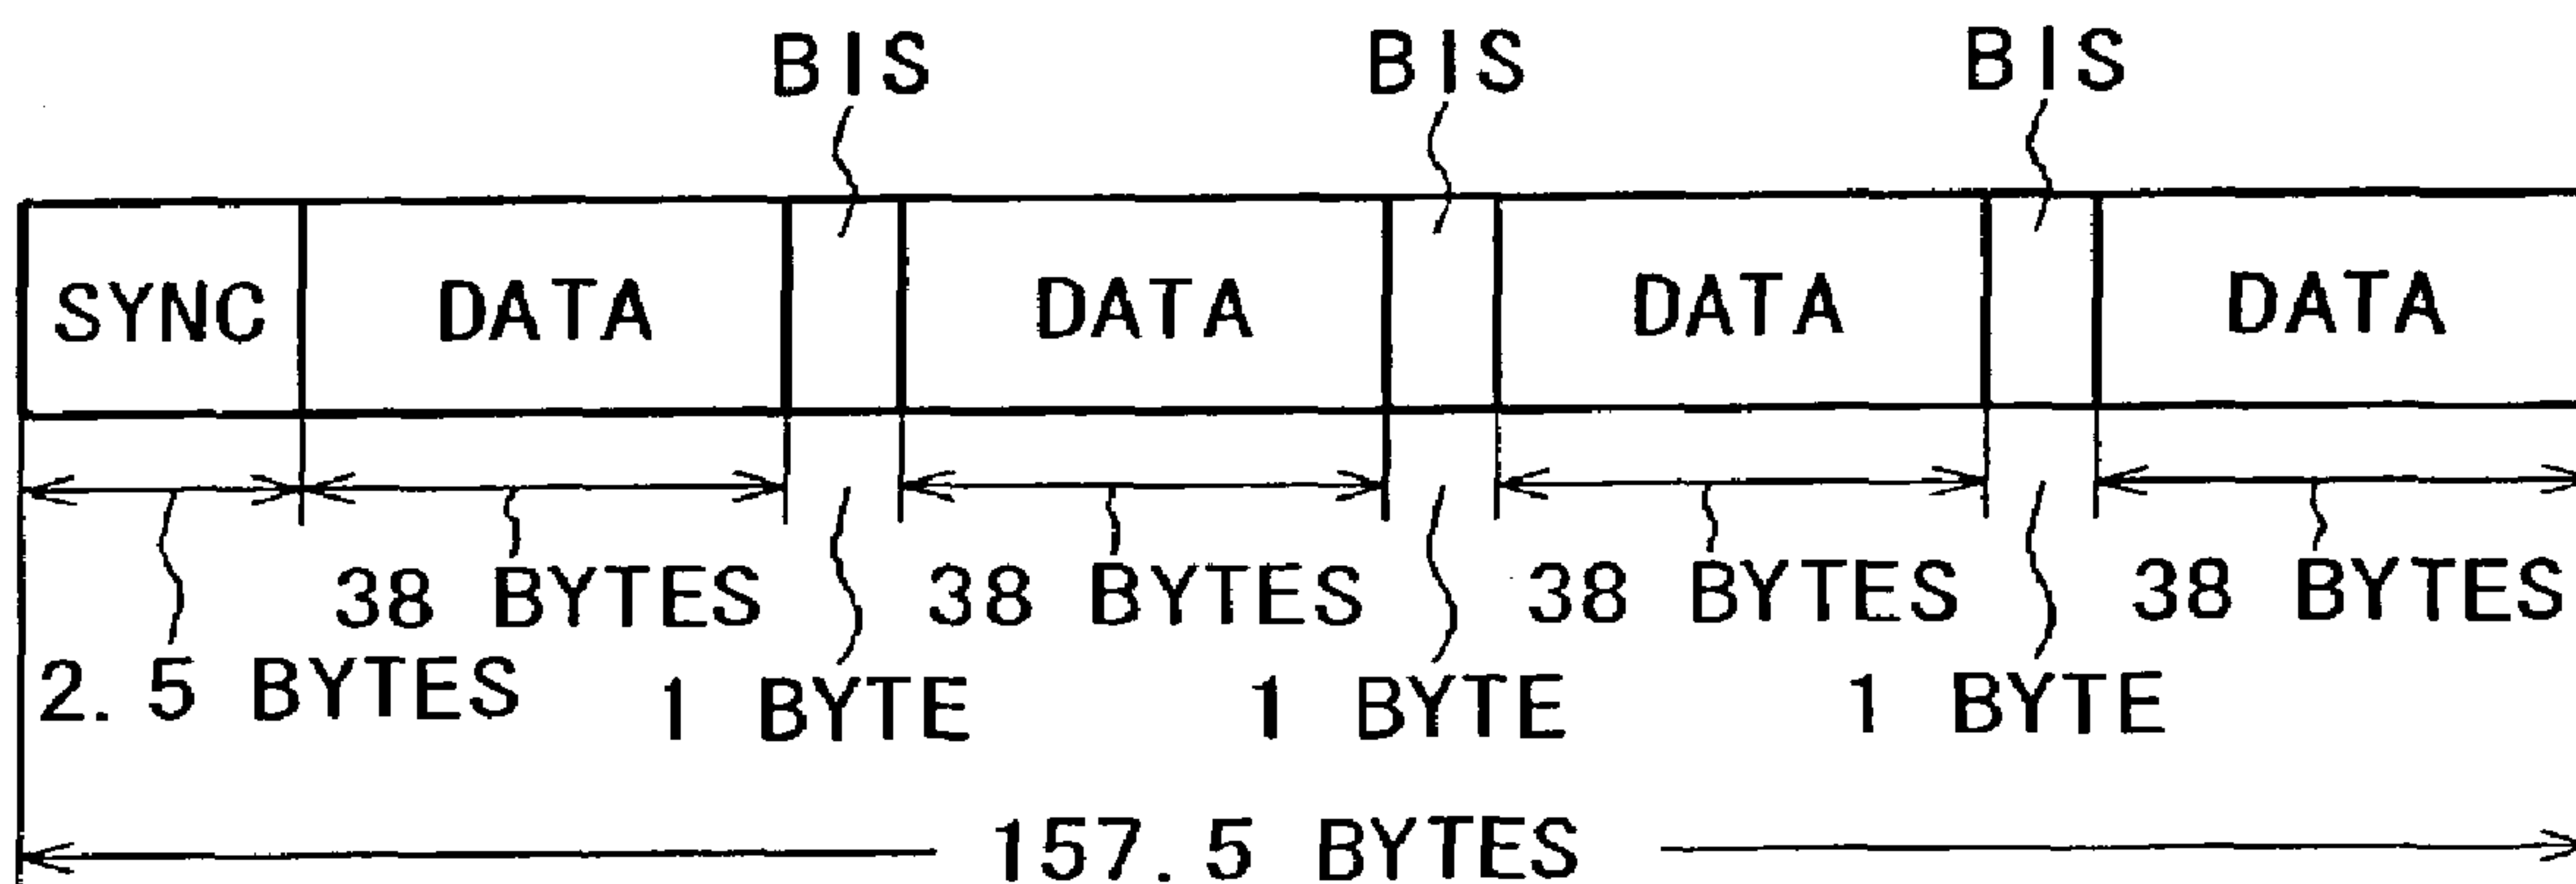 BIS BIS BIS
SYNC DATA DATA DATA DATA
38 BYTES 38 BYTES 38 BYTES 38 BYTES
2.5 BYTES 1 BYTE 1 BYTE 1 BYTE
157.5 BYTES